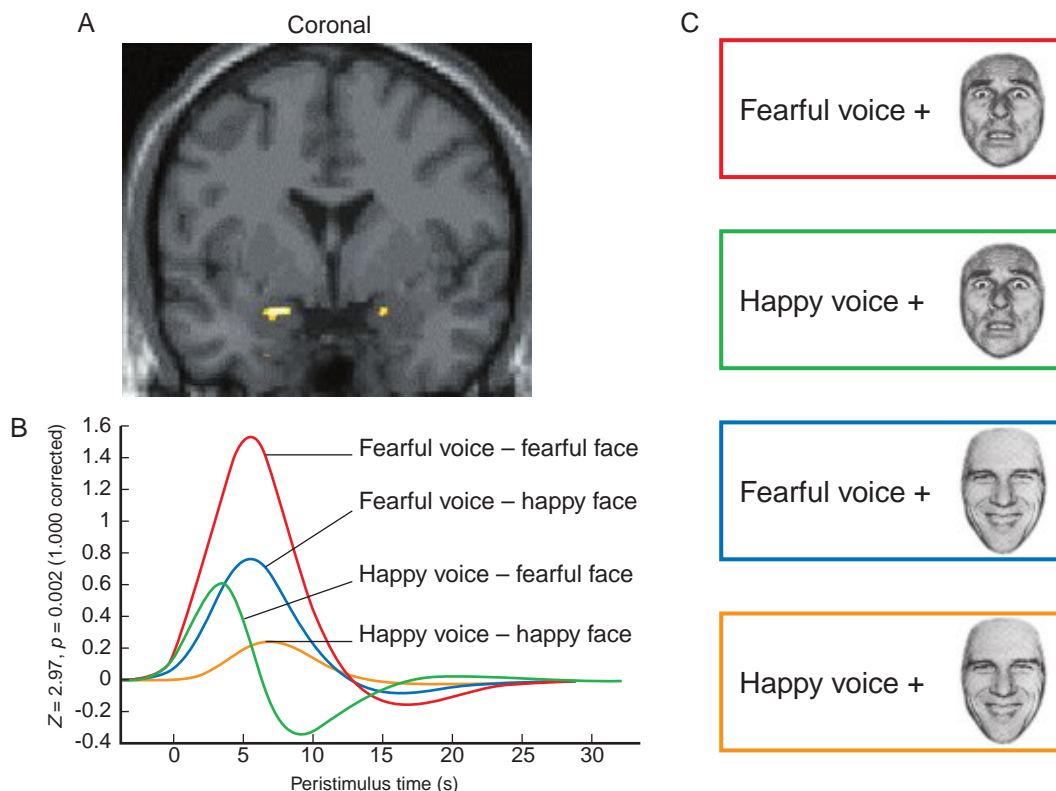 A
Coronal
B
Z = 2.97, p = 0.002 (1.000 corrected)
1.6
1.4
1.2
1
0.8
0.6
0.4
0.2
0
-0.2
-0.4
Fearful voice – fearful face
Fearful voice – happy face
Happy voice – fearful face
Happy voice – happy face
0 5 10 15 20 25 30
Peristimulus time (s)
C
Fearful voice +
Happy voice +
Fearful voice +
Happy voice +